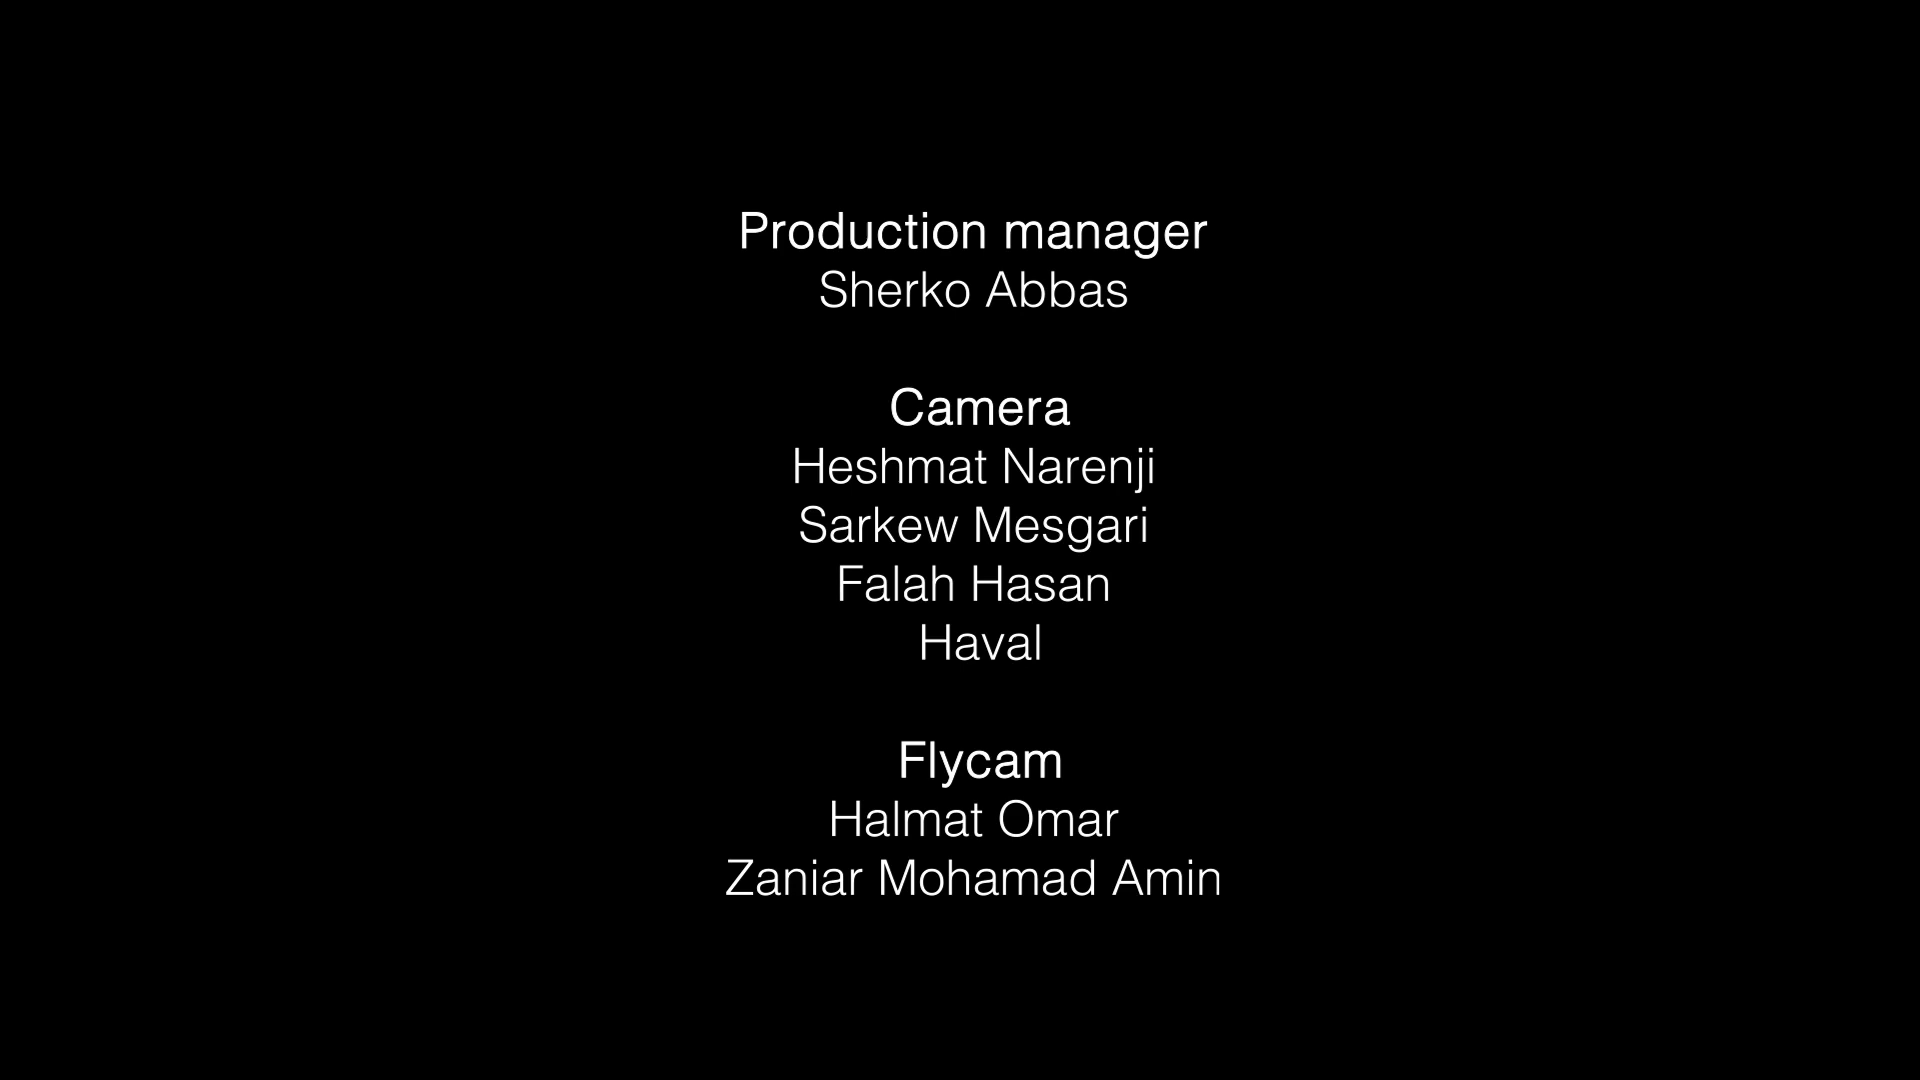 Production manager
Sherko Abbas
Camera
Heshmat Narenji
Sarkew Mesgari
Falah Hasan
Haval
Flycam
Halmat Omar
Zaniar Mohamad Amin